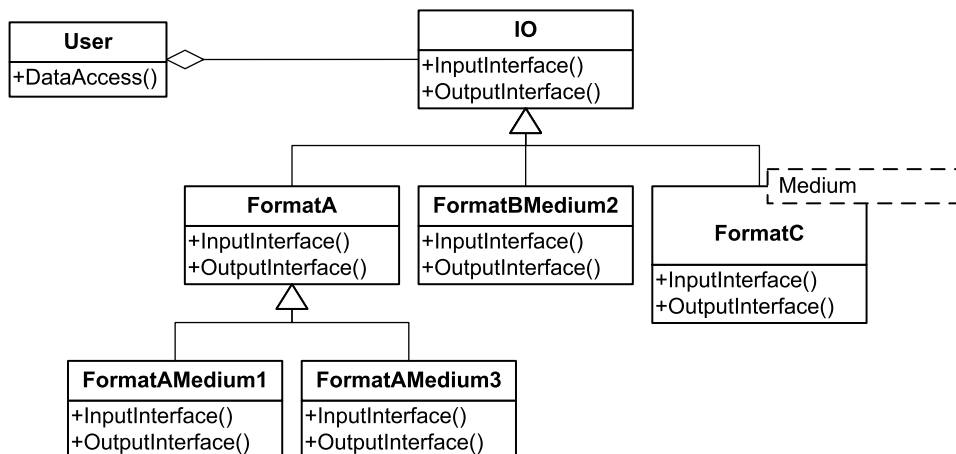 User
+DataAccess()
IO
+InputInterface()
+OutputInterface()
FormatA
+InputInterface()
+OutputInterface()
FormatBMedium2
+InputInterface()
+OutputInterface()
Medium
FormatC
+InputInterface()
+OutputInterface()
FormatAMedium1
+InputInterface()
+OutputInterface()
FormatAMedium3
+InputInterface()
+OutputInterface()